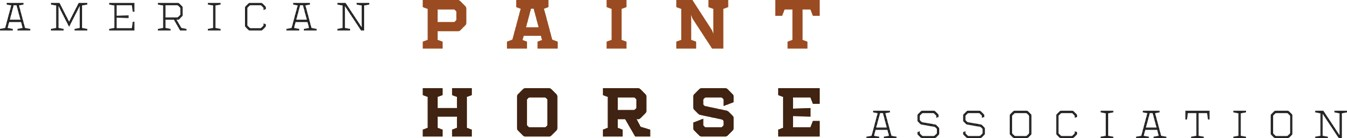 AMERICAN PAINT
HORSE ASSOCIATION